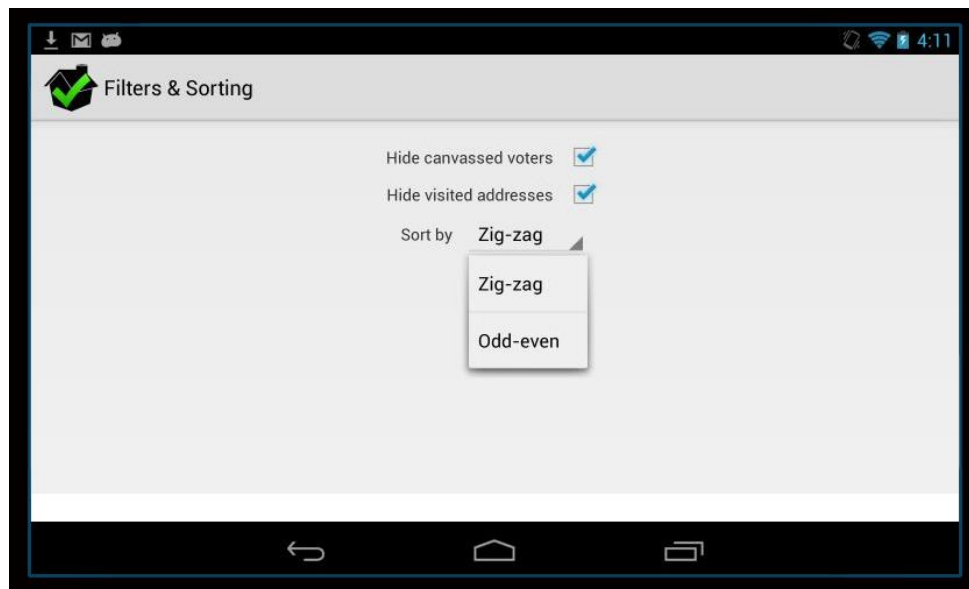 4:11
Filters & Sorting
Hide canvassed voters
Hide visited addresses
Sort by Zig-zag
Zig-zag
Odd-even